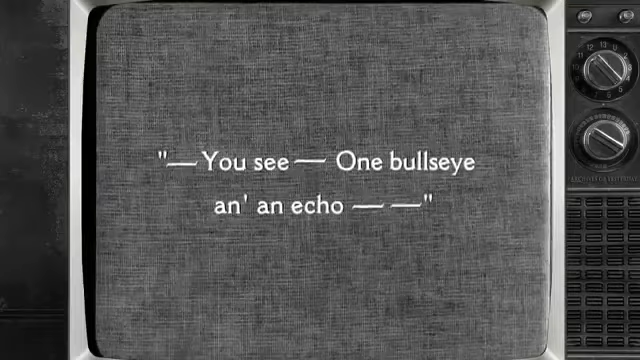 "—You see — One bullseye
an' an echo — —"